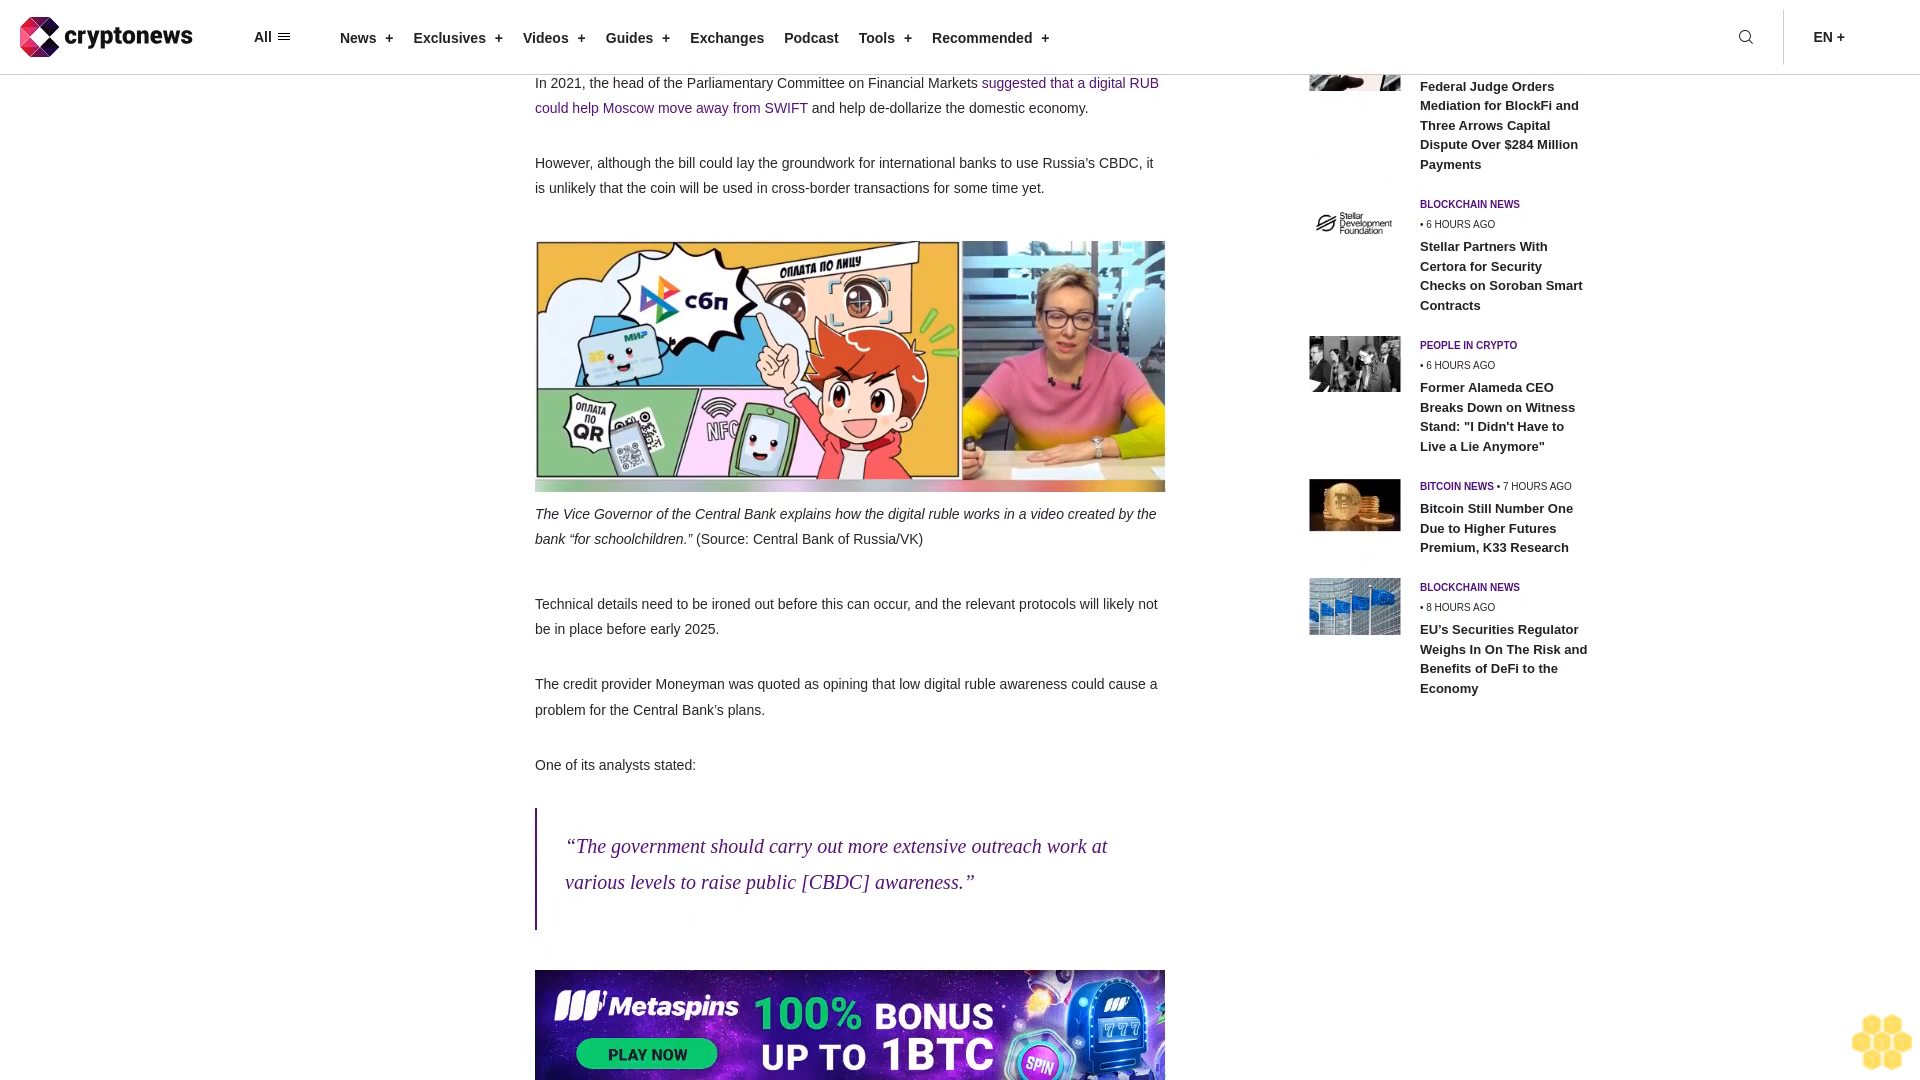 cryptonews
All
News +
Exclusives +
Videos +
Guides +
Exchanges
Podcast
Tools +
Recommended +
EN +
In 2021, the head of the Parliamentary Committee on Financial Markets suggested that a digital RUB
could help Moscow move away from SWIFT and help de-dollarize the domestic economy.
However, although the bill could lay the groundwork for international banks to use Russia’s CBDC, it
is unlikely that the coin will be used in cross-border transactions for some time yet.
ОПЛАТА ПО ЛИЦУ
сбп
МИР
ОПЛАТА
ПО
QR
NFC
The Vice Governor of the Central Bank explains how the digital ruble works in a video created by the
bank “for schoolchildren.” (Source: Central Bank of Russia/VK)
Technical details need to be ironed out before this can occur, and the relevant protocols will likely not
be in place before early 2025.
The credit provider Moneyman was quoted as opining that low digital ruble awareness could cause a
problem for the Central Bank’s plans.
One of its analysts stated:
“The government should carry out more extensive outreach work at
various levels to raise public [CBDC] awareness.”
Metaspins
100% BONUS
UP TO 1BTC
PLAY NOW
777
SPIN
Federal Judge Orders
Mediation for BlockFi and
Three Arrows Capital
Dispute Over $284 Million
Payments
Stellar
Development
Foundation
BLOCKCHAIN NEWS
• 6 HOURS AGO
Stellar Partners With
Certora for Security
Checks on Soroban Smart
Contracts
PEOPLE IN CRYPTO
• 6 HOURS AGO
Former Alameda CEO
Breaks Down on Witness
Stand: "I Didn't Have to
Live a Lie Anymore"
BITCOIN NEWS • 7 HOURS AGO
Bitcoin Still Number One
Due to Higher Futures
Premium, K33 Research
BLOCKCHAIN NEWS
• 8 HOURS AGO
EU’s Securities Regulator
Weighs In On The Risk and
Benefits of DeFi to the
Economy